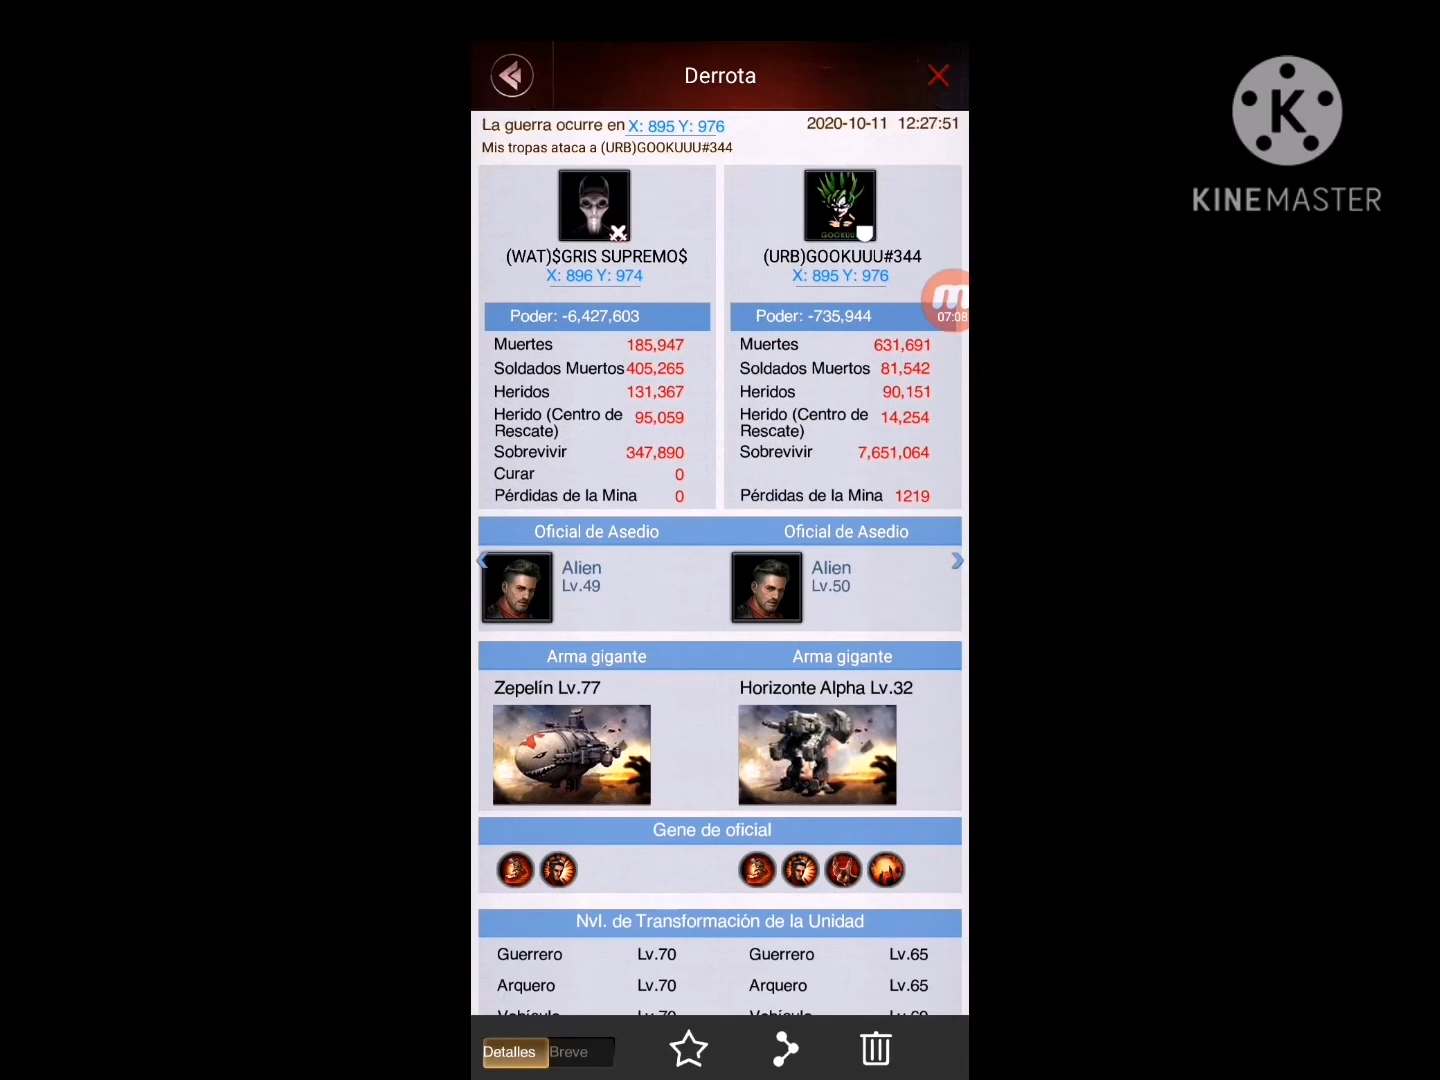 Derrota
La guerra ocurre en X: 895 Y: 976 2020-10-11 12:27:51
Mis tropas ataca a (URB)GOOKUUU#344
GOOKUU
(WAT)$GRIS SUPREMO$ (URB)GOOKUUU#344
X: 896 Y: 974 X: 895 Y: 976
07:08
Poder: -6,427,603 Poder: -735,944
Muertes 185,947 Muertes 631,691
Soldados Muertos 405,265 Soldados Muertos 81,542
Heridos 131,367 Heridos 90,151
Herido (Centro de Rescate) 95,059 Herido (Centro de Rescate) 14,254
Sobrevivir 347,890 Sobrevivir 7,651,064
Curar 0
Pérdidas de la Mina 0 Pérdidas de la Mina 1219
Oficial de Asedio Oficial de Asedio
Alien Alien
Lv.49 Lv.50
Arma gigante Arma gigante
Zepelín Lv.77 Horizonte Alpha Lv.32
Gene de oficial
Nvl. de Transformación de la Unidad
Guerrero Lv.70 Guerrero Lv.65
Arquero Lv.70 Arquero Lv.65
Vehículo Lv.70 Vehículo Lv.69
Detalles Breve
K
KINEMASTER